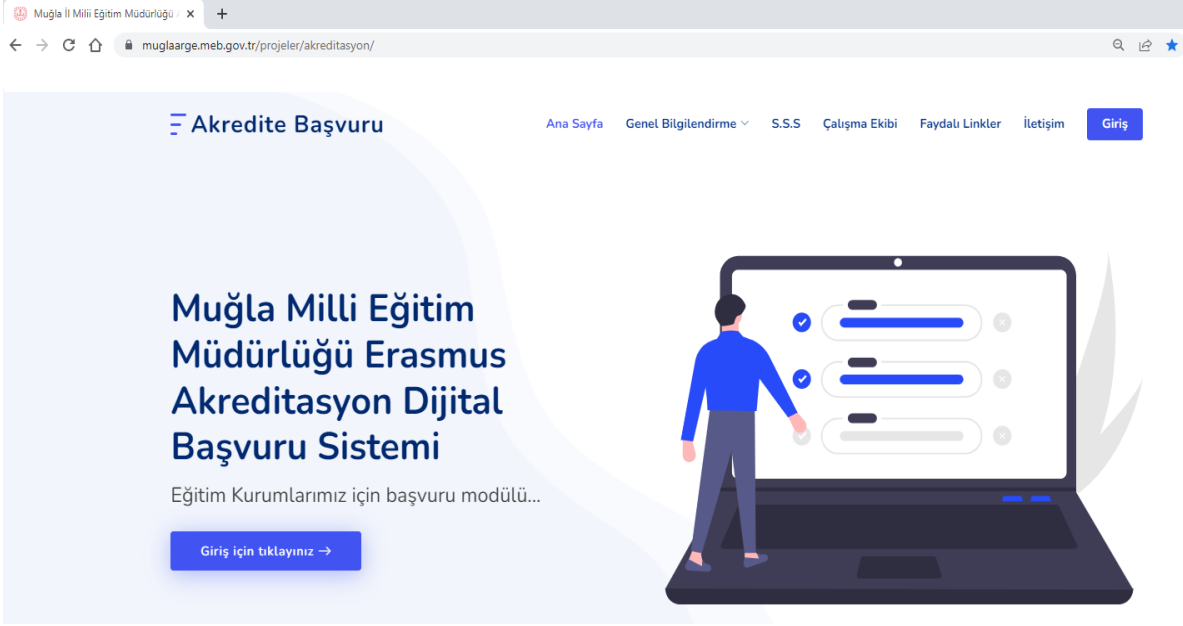 Muğla İl Milli Eğitim Müdürlüğü /
muglaarge.meb.gov.tr/projeler/akreditasyon/
Akredite Başvuru
Ana Sayfa
Genel Bilgilendirme
S.S.S
Çalışma Ekibi
Faydalı Linkler
İletişim
Giriş
Muğla Milli Eğitim
Müdürlüğü Erasmus
Akreditasyon Dijital
Başvuru Sistemi
Eğitim Kurumlarımız için başvuru modülü...
Giriş için tıklayınız →